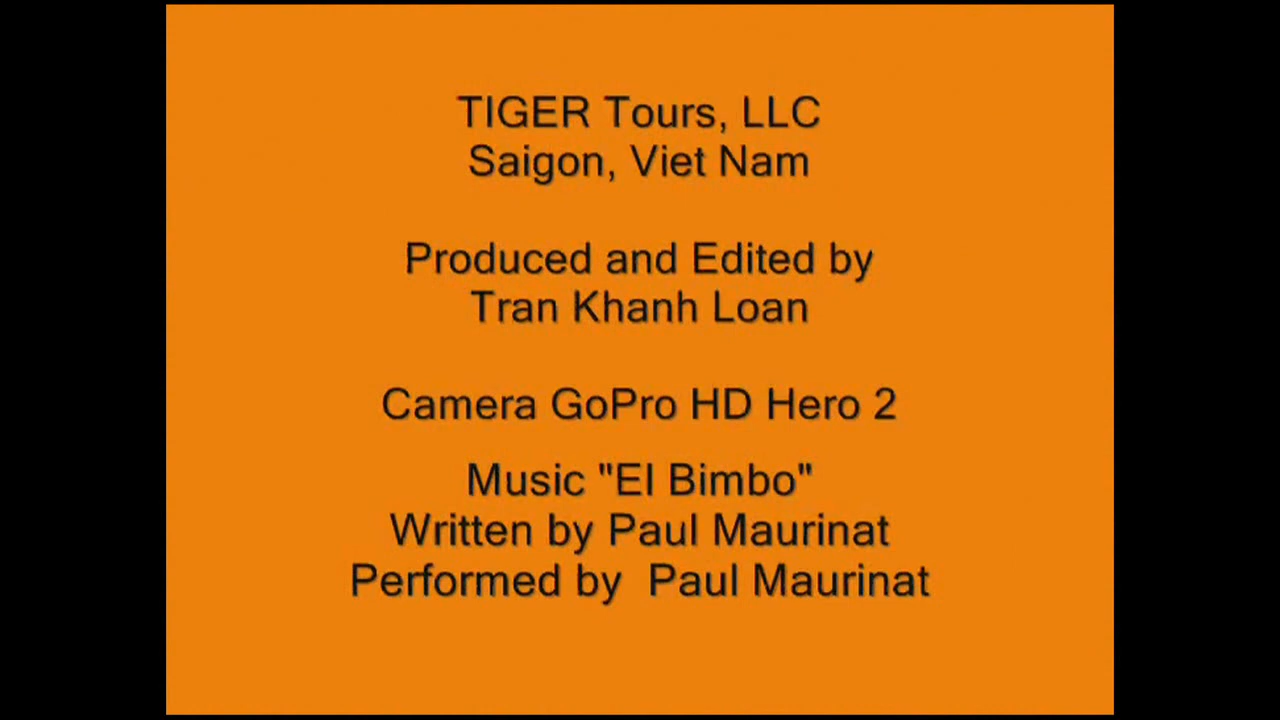 TIGER Tours, LLC
Saigon, Viet Nam
Produced and Edited by
Tran Khanh Loan
Camera GoPro HD Hero 2
Music "El Bimbo"
Written by Paul Maurinat
Performed by  Paul Maurinat